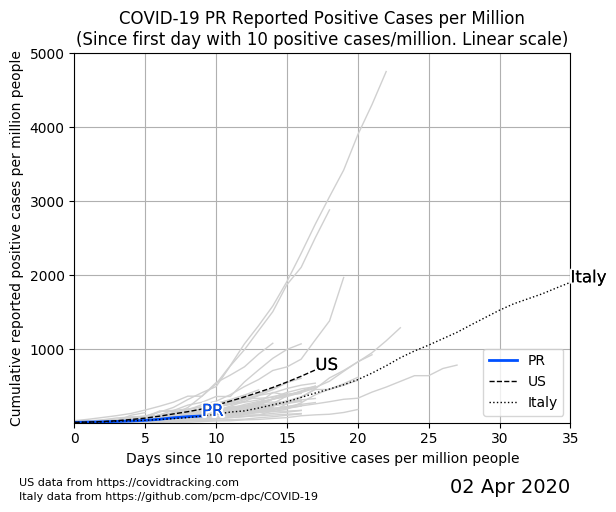 COVID-19 PR Reported Positive Cases per Million
(Since first day with 10 positive cases/million. Linear scale)
Cumulative reported positive cases per million people
5000
4000
3000
2000
1000
Italy
US
PR
PR
US
Italy
0 5 10 15 20 25 30 35
Days since 10 reported positive cases per million people
US data from https://covidtracking.com
Italy data from https://github.com/pcm-dpc/COVID-19
02 Apr 2020